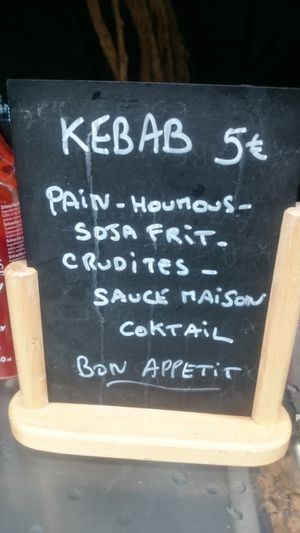 KEBAB 5€
PAIN - HOUMOUS -
SOJA FRIT -
CRUDITES -
SAUCE MAISON
COKTAIL
BON APPETIT